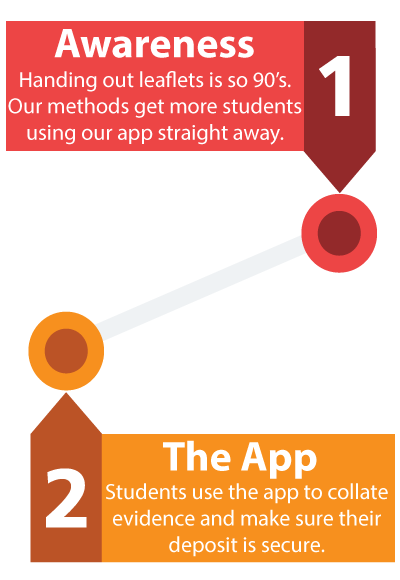 Awareness
Handing out leaflets is so 90's.
Our methods get more students
using our app straight away.
1
The App
2
Students use the app to collate
evidence and make sure their
deposit is secure.